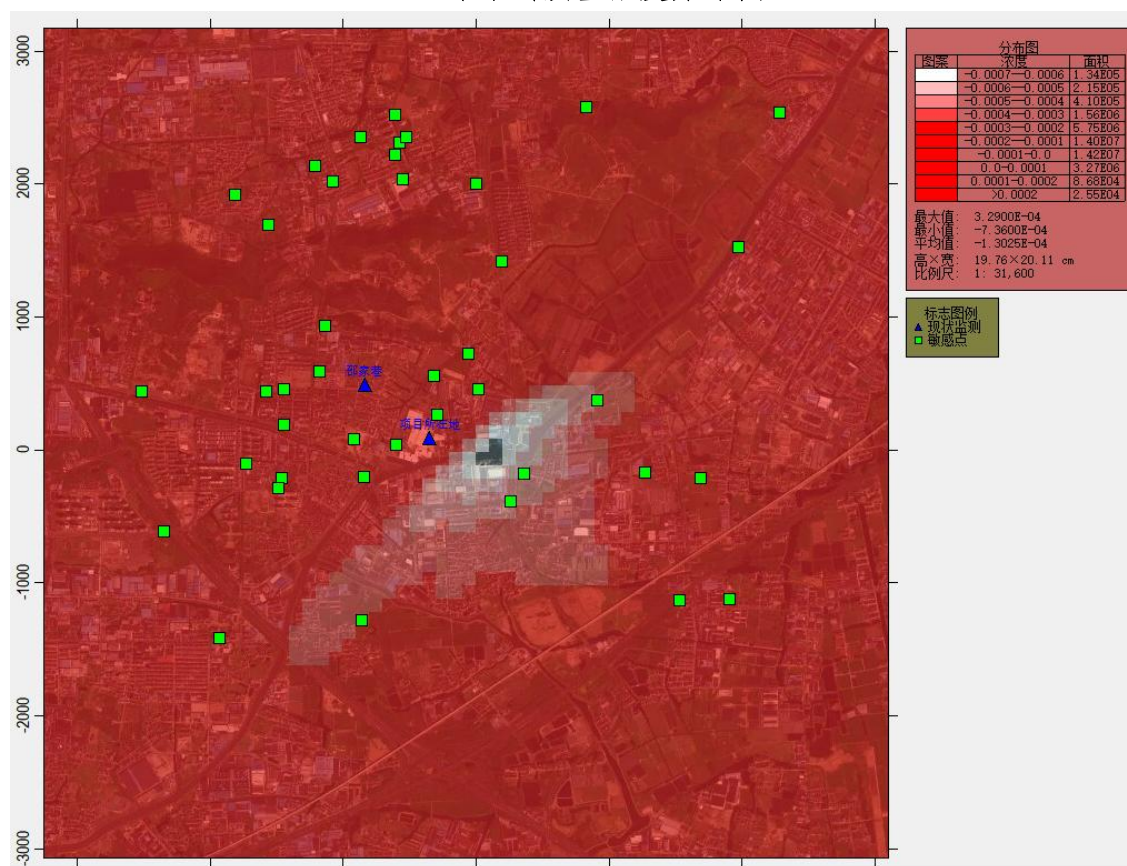 分布图
图案 浓度 面积
-0.0007—0.0006 1.34E05
-0.0006—0.0005 2.15E05
-0.0005—0.0004 4.10E05
-0.0004—0.0003 1.56E06
-0.0003—0.0002 5.75E06
-0.0002—0.0001 1.40E07
-0.0001-0.0 1.42E07
0.0-0.0001 3.27E06
0.0001-0.0002 8.68E04
>0.0002 2.55E04
最大值: 3.2900E-04
最小值: -7.3600E-04
平均值: -1.3025E-04
高×宽: 19.76×20.11 cm
比例尺: 1: 31,600
标志图例
现状监测
敏感点
项目所在地
3000
2000
1000
0
-1000
-2000
-3000